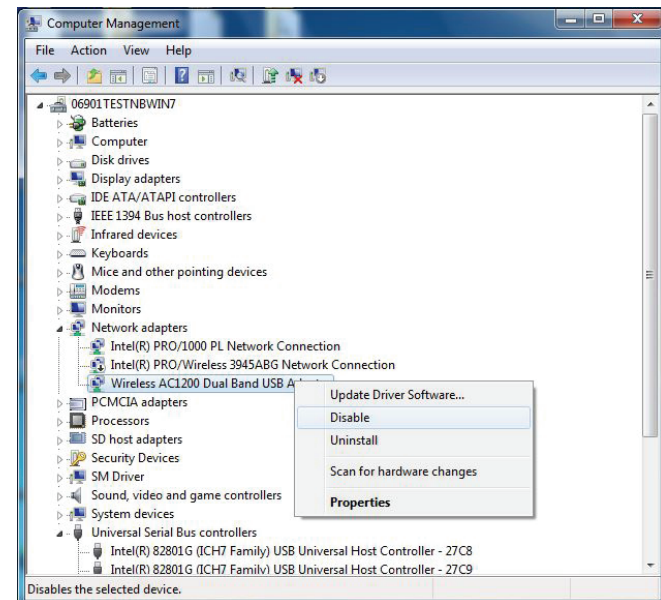 Computer Management
File Action View Help
06901TESTNBWIN7
Batteries
Computer
Disk drives
Display adapters
IDE ATA/ATAPI controllers
IEEE 1394 Bus host controllers
Infrared devices
Keyboards
Mice and other pointing devices
Modems
Monitors
Network adapters
Intel(R) PRO/1000 PL Network Connection
Intel(R) PRO/Wireless 3945ABG Network Connection
Wireless AC1200 Dual Band USB
PCMCIA adapters
Processors
SD host adapters
Security Devices
SM Driver
Sound, video and game controllers
System devices
Universal Serial Bus controllers
Intel(R) 82801G (ICH7 Family) USB Universal Host Controller - 27C8
Intel(R) 82801G (ICH7 Family) USB Universal Host Controller - 27C9
Update Driver Software...
Disable
Uninstall
Scan for hardware changes
Properties
Disables the selected device.